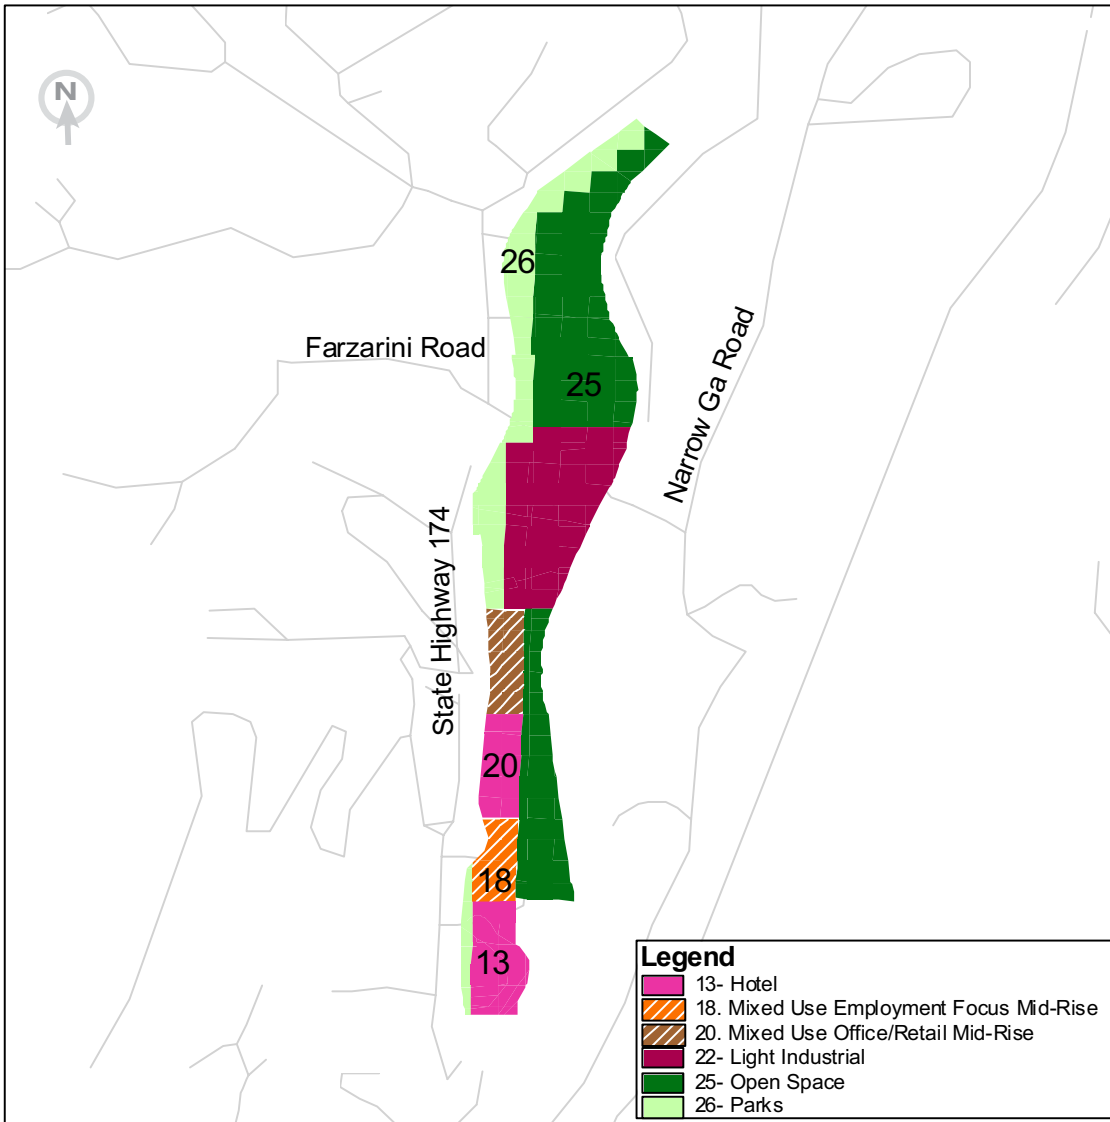 N
26
Farzarini Road
25
Narrow Ga Road
State Highway 174
20
18
13
Legend
13- Hotel
18. Mixed Use Employment Focus Mid-Rise
20. Mixed Use Office/Retail Mid-Rise
22- Light Industrial
25- Open Space
26- Parks